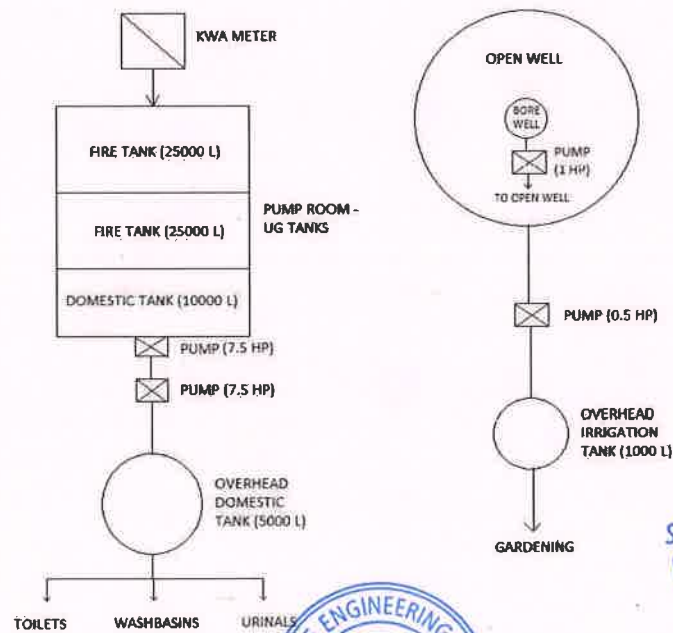 KWA METER
FIRE TANK (25000 L)
FIRE TANK (25000 L)
PUMP ROOM -
UG TANKS
DOMESTIC TANK (10000 L)
PUMP (7.5 HP)
PUMP (7.5 HP)
OVERHEAD
DOMESTIC
TANK (5000 L)
TOILETS
WASHBASINS
URINALS
OPEN WELL
BORE
WELL
PUMP
(1 HP)
TO OPEN WELL
PUMP (0.5 HP)
OVERHEAD
IRRIGATION
TANK (1000 L)
GARDENING
ENGINEERING